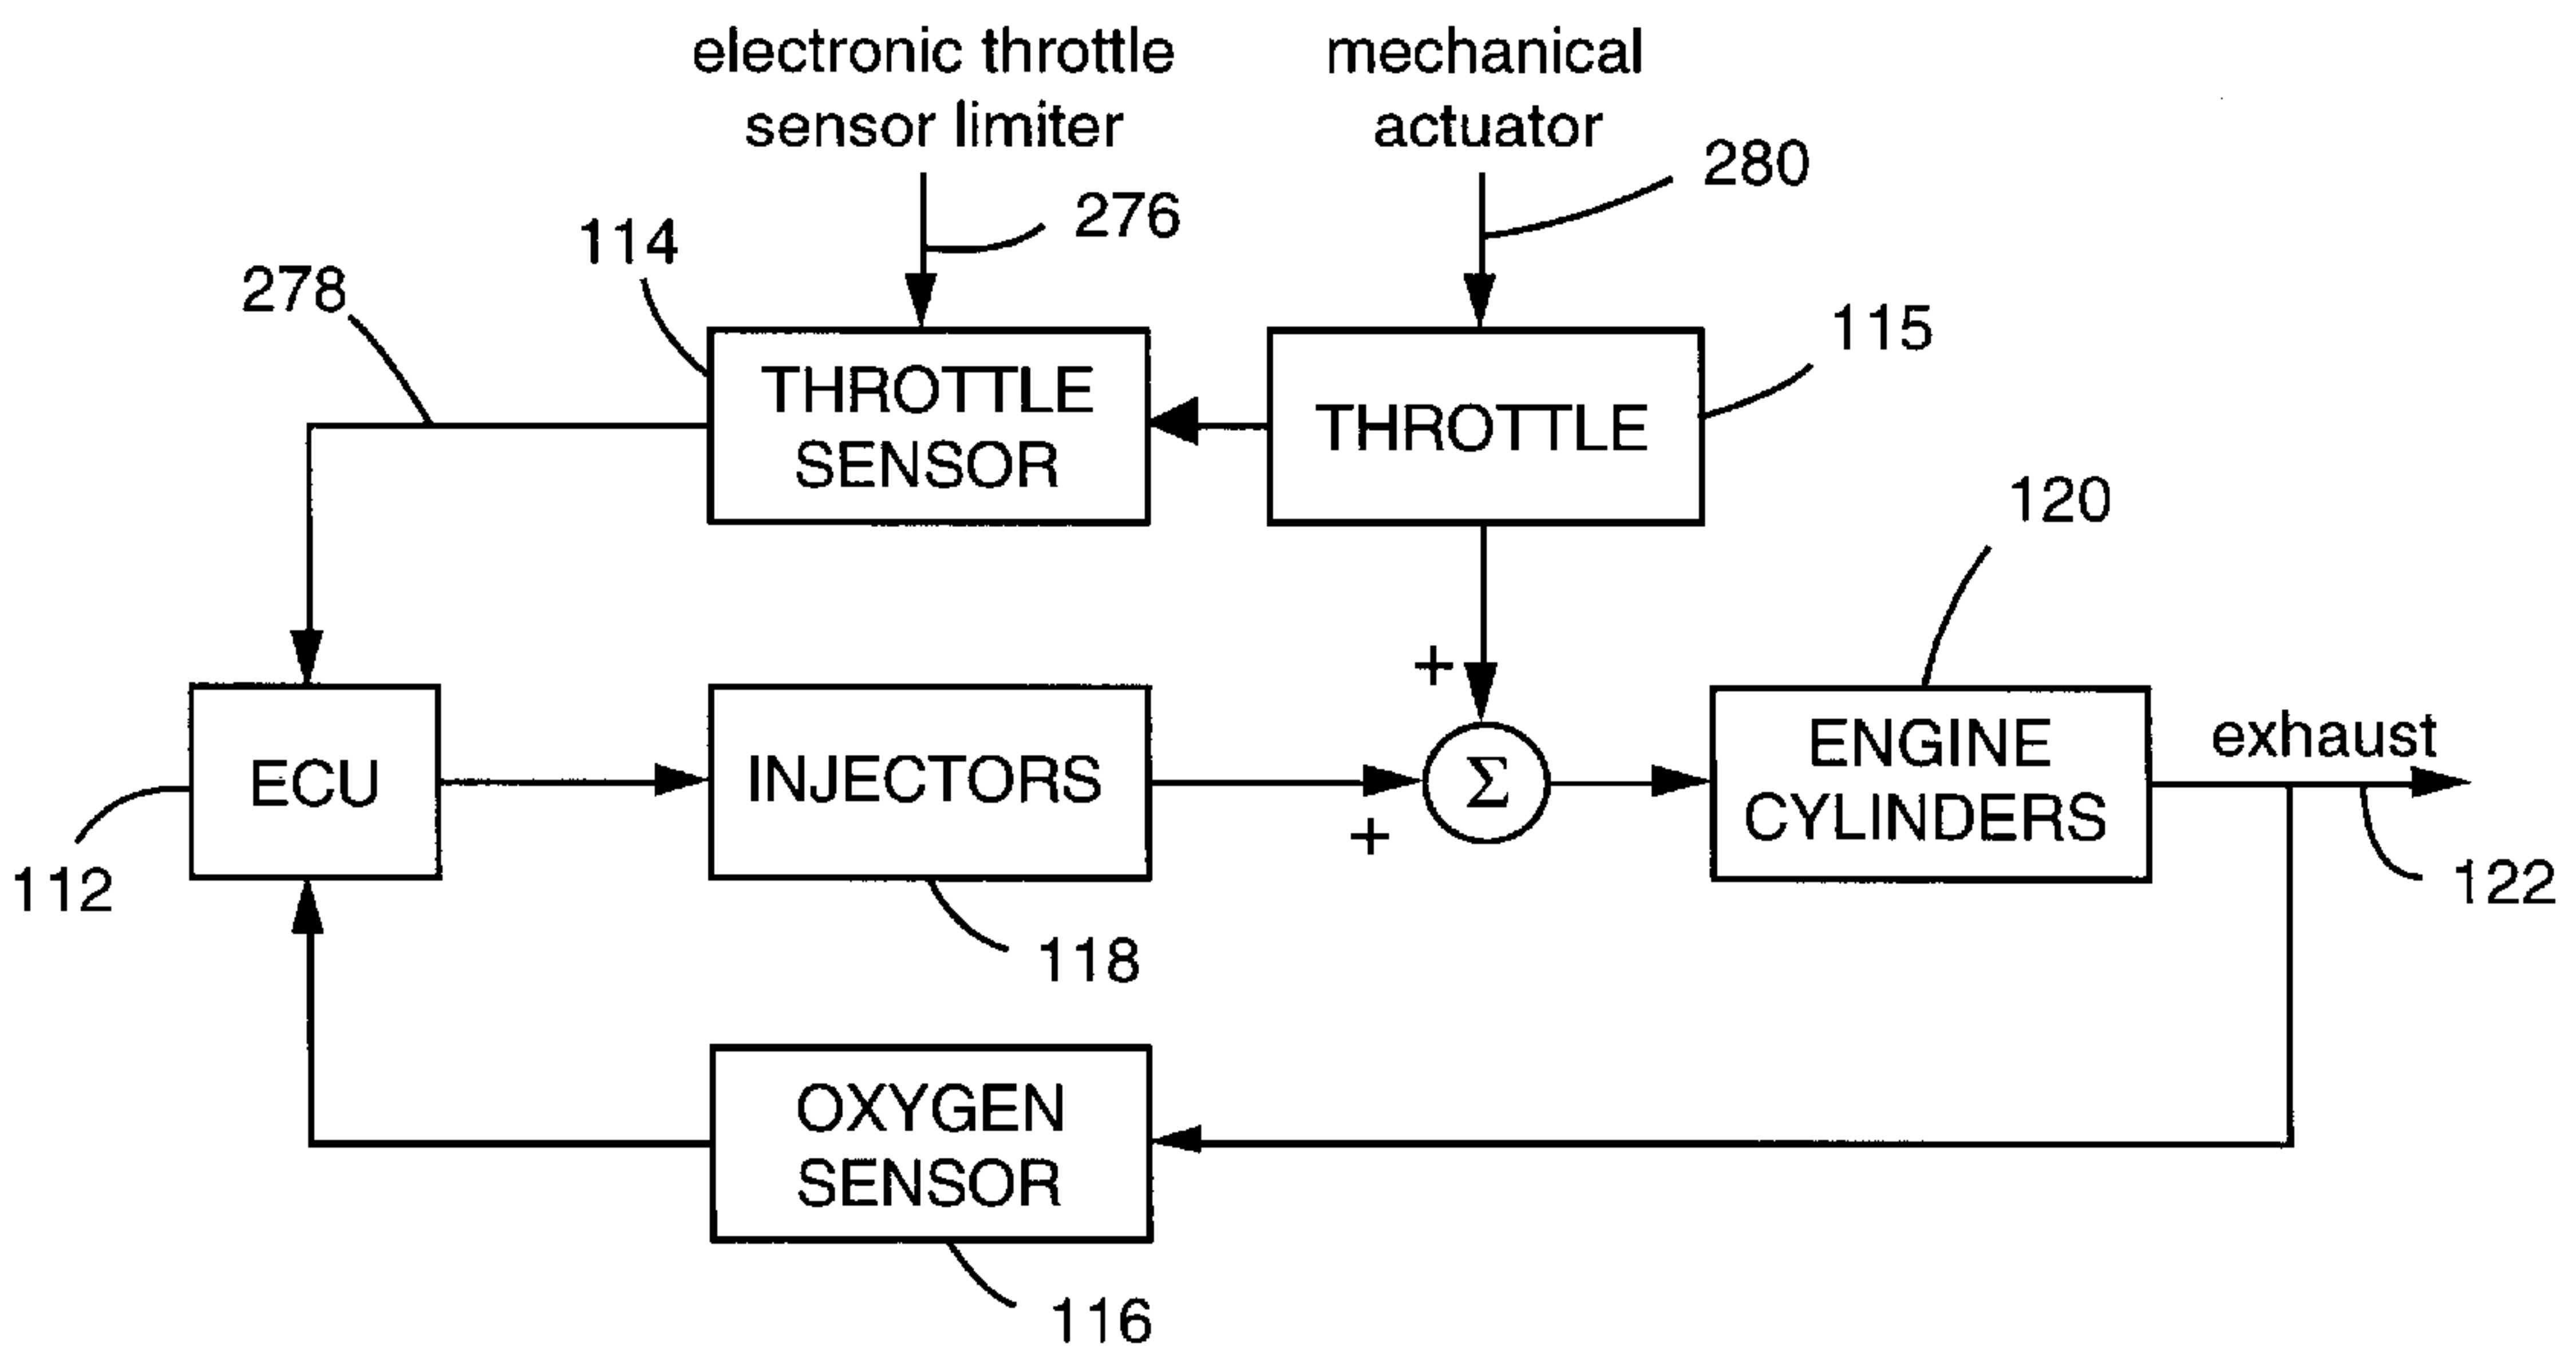 electronic throttle
sensor limiter
mechanical
actuator
280
276
114
278
115
THROTTLE
SENSOR
THROTTLE
120
+
ECU
INJECTORS
Σ
ENGINE
CYLINDERS
exhaust
+
112
122
118
OXYGEN
SENSOR
116